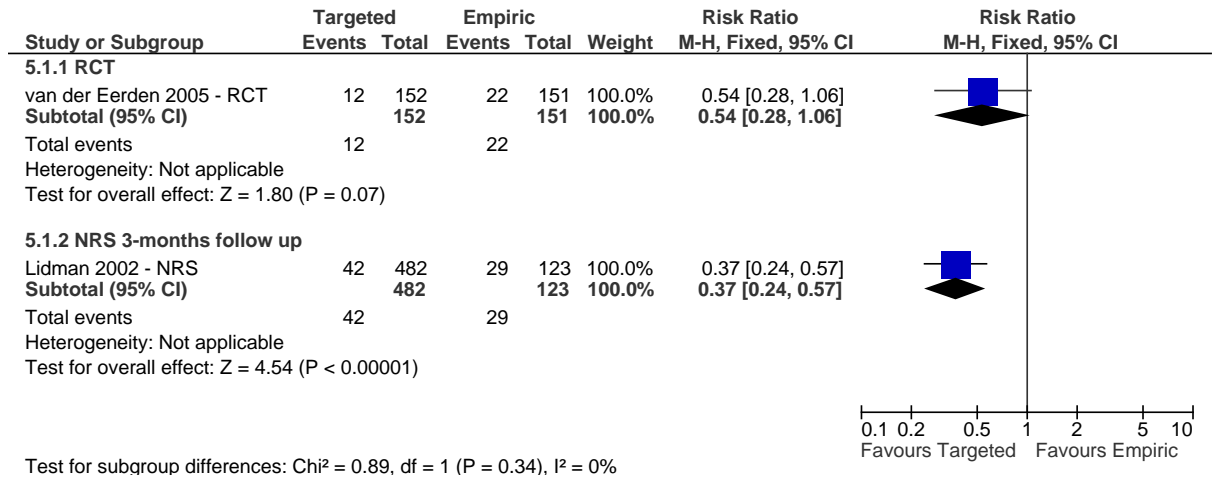 Targeted Empiric Risk Ratio Risk Ratio
Study or Subgroup Events Total Events Total Weight M-H, Fixed, 95% CI M-H, Fixed, 95% CI
5.1.1 RCT
van der Eerden 2005 - RCT 12 152 22 151 100.0% 0.54 [0.28, 1.06]
Subtotal (95% CI) 152 151 100.0% 0.54 [0.28, 1.06]
Total events 12 22
Heterogeneity: Not applicable
Test for overall effect: Z = 1.80 (P = 0.07)
5.1.2 NRS 3-months follow up
Lidman 2002 - NRS 42 482 29 123 100.0% 0.37 [0.24, 0.57]
Subtotal (95% CI) 482 123 100.0% 0.37 [0.24, 0.57]
Total events 42 29
Heterogeneity: Not applicable
Test for overall effect: Z = 4.54 (P < 0.00001)
0.1 0.2 0.5 1 2 5 10
Favours Targeted Favours Empiric
Test for subgroup differences: Chi² = 0.89, df = 1 (P = 0.34), I² = 0%